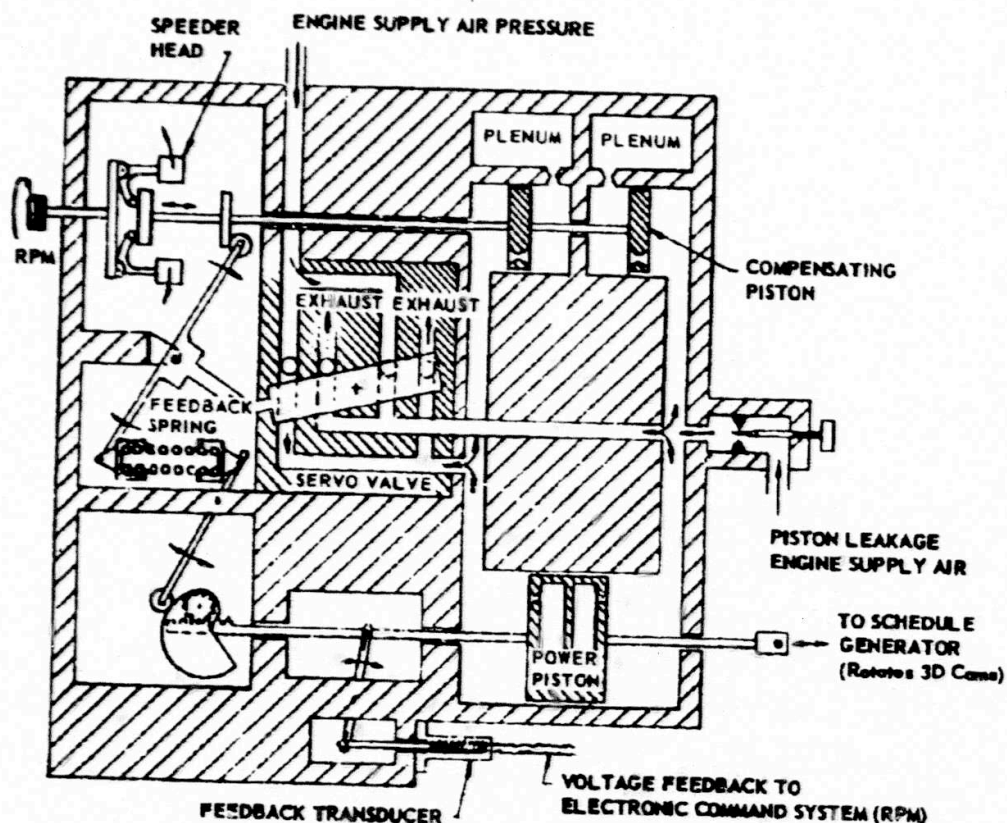 SPEEDER
HEAD
ENGINE SUPPLY AIR PRESSURE
PLENUM
PLENUM
RPM
COMPENSATING
PISTON
EXHAUST
EXHAUST
FEEDBACK
SPRING
SERVO VALVE
PISTON LEAKAGE
ENGINE SUPPLY AIR
TO SCHEDULE
GENERATOR
(Rotates 3D Cams)
POWER
PISTON
FEEDBACK TRANSDUCER
VOLTAGE FEEDBACK TO
ELECTRONIC COMMAND SYSTEM (RPM)